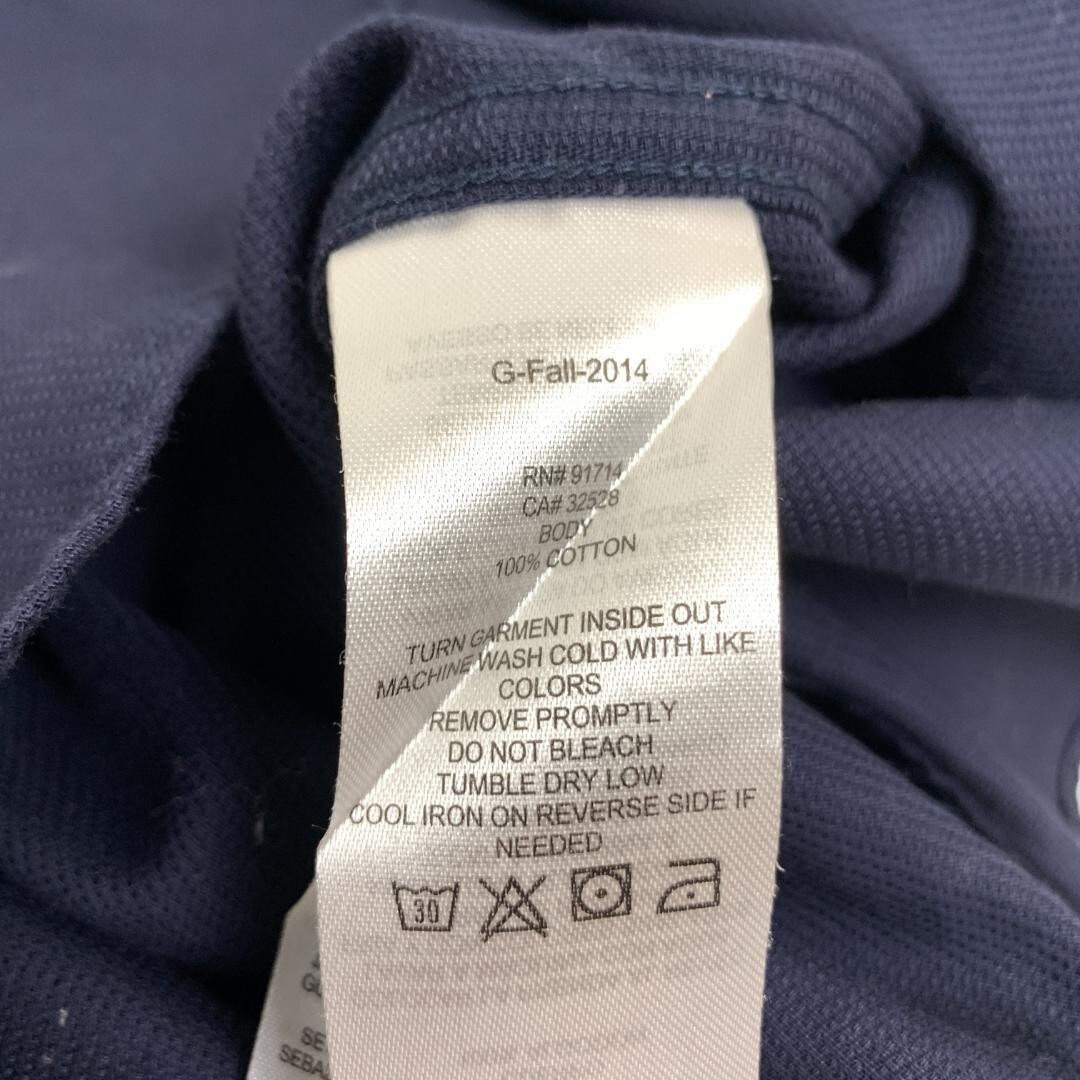 G-Fall-2014
RN# 91714
CA# 32528
BODY
100% COTTON
TURN GARMENT INSIDE OUT
MACHINE WASH COLD WITH LIKE
COLORS
REMOVE PROMPTLY
DO NOT BLEACH
TUMBLE DRY LOW
COOL IRON ON REVERSE SIDE IF
NEEDED
30